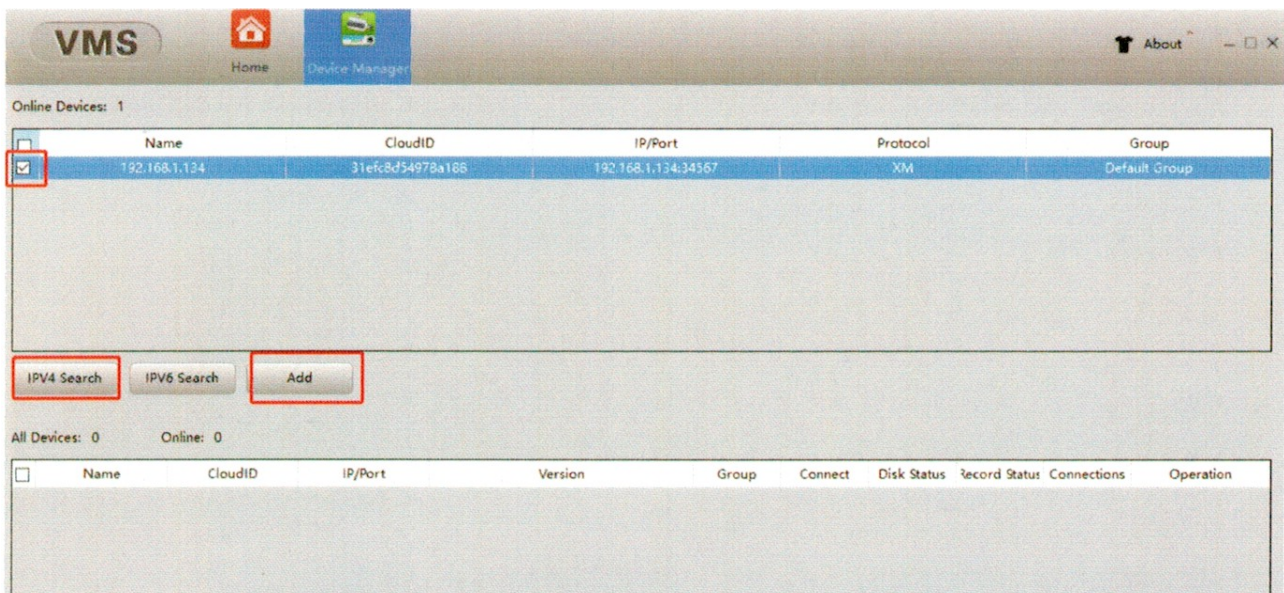 VMS
Home
Device Manager
About
Online Devices: 1
Name CloudID IP/Port Protocol Group
192.168.1.134 31efc8d54978a188 192.168.1.134:34567 XM Default Group
IPV4 Search IPV6 Search Add
All Devices: 0 Online: 0
Name CloudID IP/Port Version Group Connect Disk Status Record Status Connections Operation